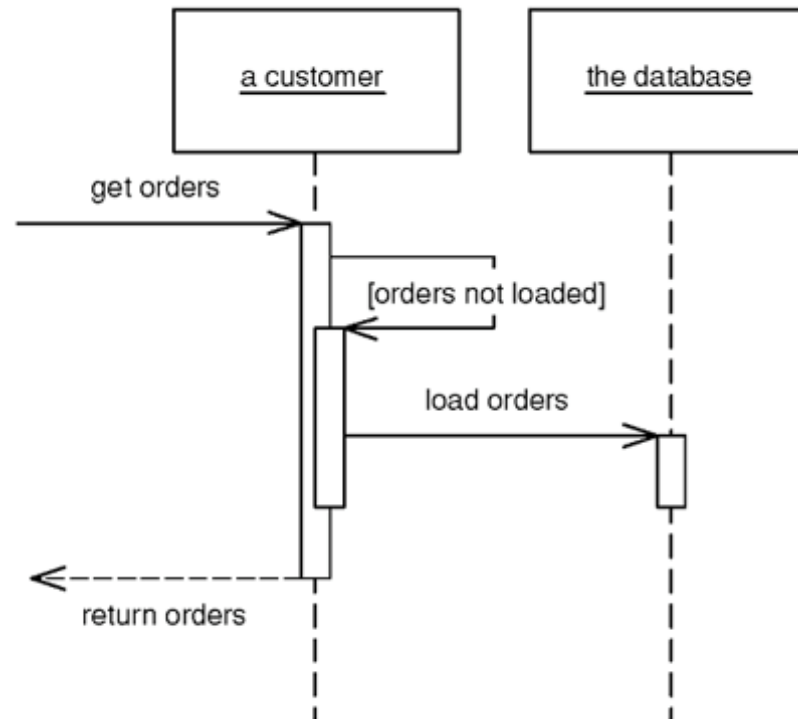 a customer
the database
get orders
[orders not loaded]
load orders
return orders